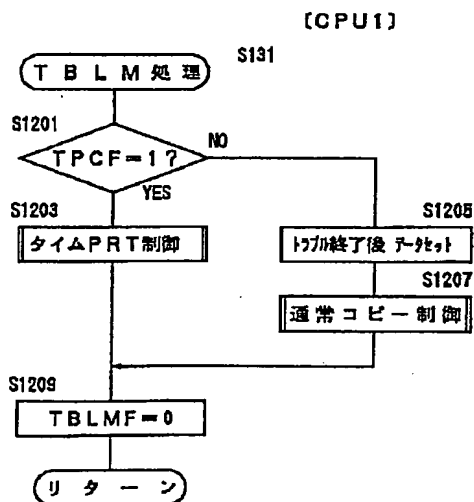 [CPU1]
TBLM処理
S131
S1201
TPCF=1?
NO
YES
S1203
タイムPRT制御
S1205
トラブル終了後 データセット
S1207
通常コピー制御
S1209
TBLMF=0
リターン